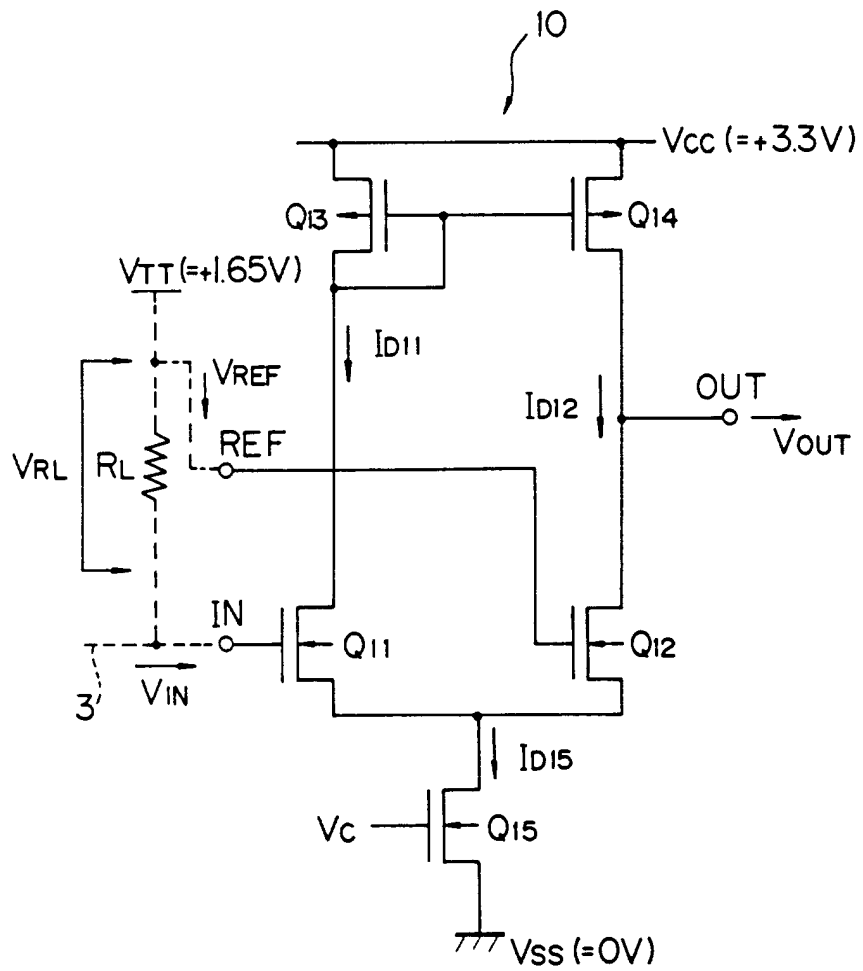 10
VCC (=+3.3V)
Q13
Q14
VTT (=+1.65V)
ID11
VREF
ID12
OUT
VOUT
VRL
RL
REF
IN
Q11
Q12
3
VIN
ID15
VC
Q15
VSS (=0V)